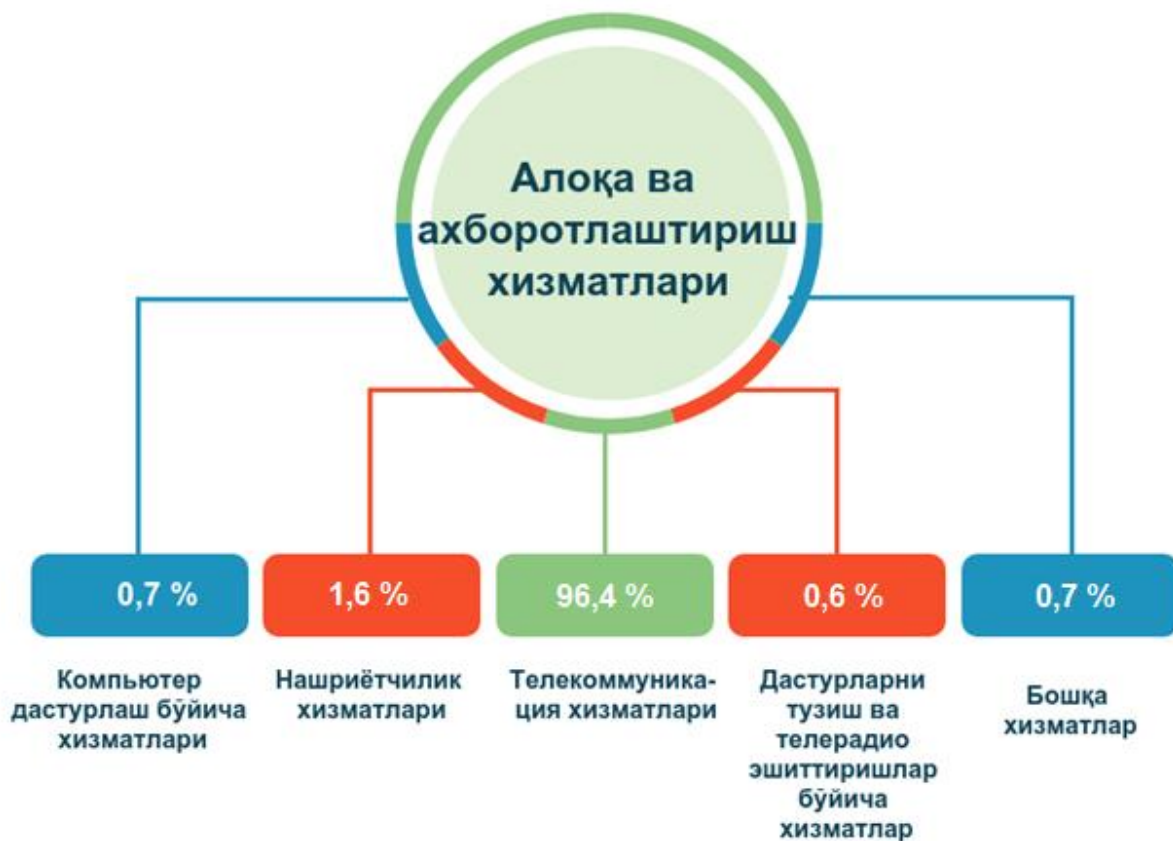 Алоқа ва
ахборотлаштириш
хизматлари
0,7 %
1,6 %
96,4 %
0,6 %
0,7 %
Компьютер
дастурлаш бўйича
хизматлари
Нашриётчилик
хизматлари
Телекоммуника-
ция хизматлари
Дастурларни
тузиш ва
телерадио
эшиттиришлар
бўйича
хизматлар
Бошқа
хизматлар